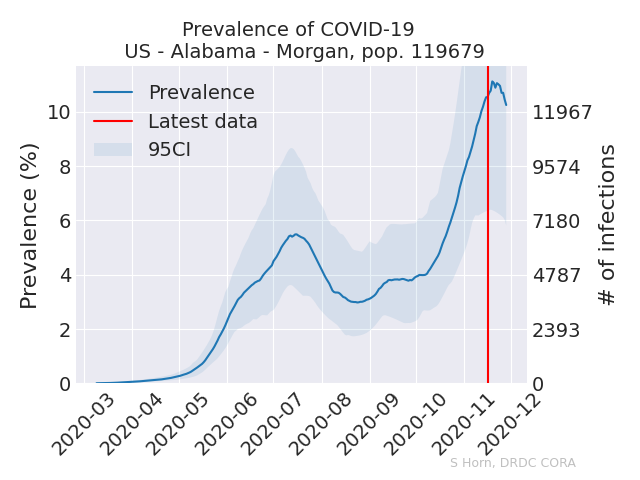 Prevalence of COVID-19
US - Alabama - Morgan, pop. 119679
Prevalence
Latest data
95CI
Prevalence (%)
10
8
6
4
2
0
11967
9574
7180
4787
2393
0
# of infections
2020-03
2020-04
2020-05
2020-06
2020-07
2020-08
2020-09
2020-10
2020-11
2020-12
S Horn, DRDC CORA